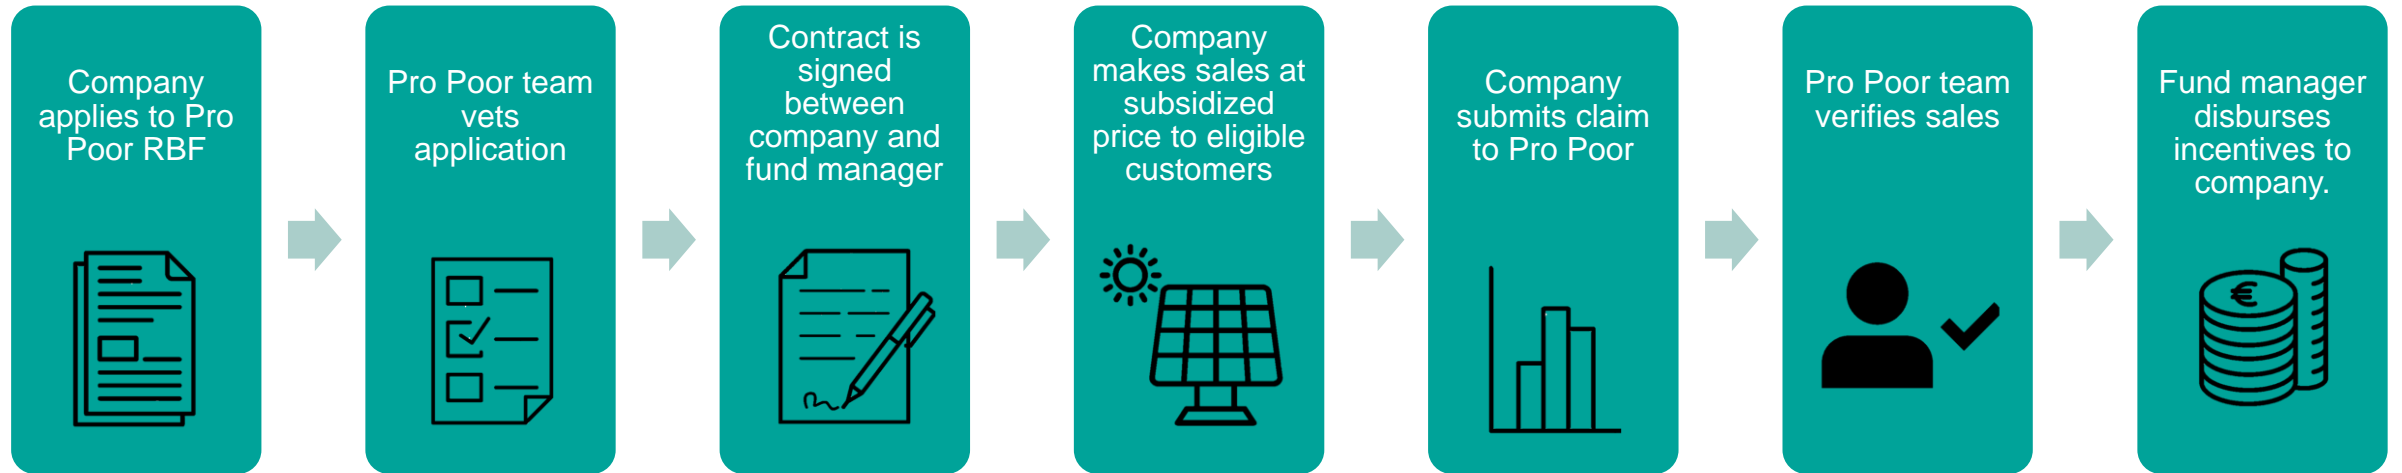 Company
applies to Pro
Poor RBF
Pro Poor team
vets
application
Contract is
signed
between
company and
fund manager
Company
makes sales at
subsidized
price to eligible
customers
Company
submits claim
to Pro Poor
Pro Poor team
verifies sales
Fund manager
disburses
incentives to
company.
€